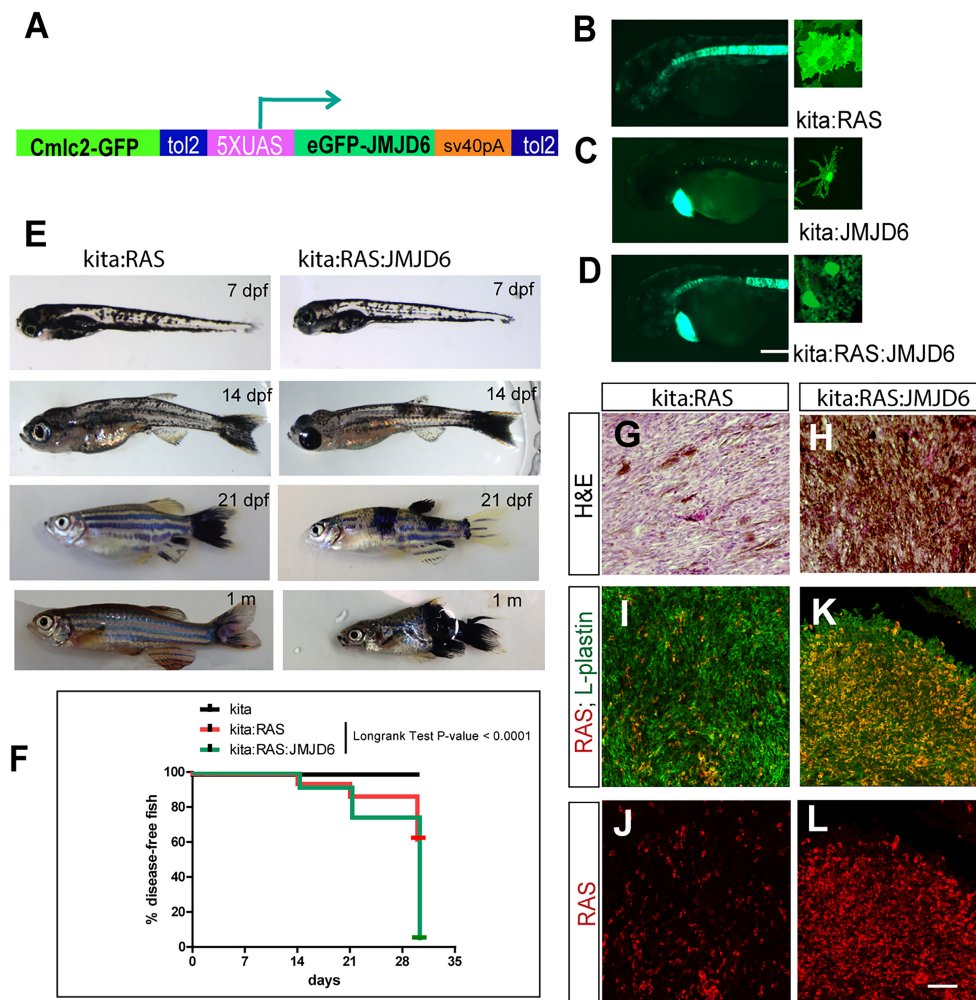 A
Cmlc2-GFP tol2 5XUAS eGFP-JMJD6 sv40pA tol2
B
kita:RAS
C
kita:JMJD6
D
kita:RAS:JMJD6
E
kita:RAS kita:RAS:JMJD6
7 dpf 7 dpf
14 dpf 14 dpf
21 dpf 21 dpf
1 m 1 m
F
kita
kita:RAS
kita:RAS:JMJD6
Longrank Test P-value < 0.0001
% disease-free fish
100
80
60
40
20
0
0 7 14 21 28 35
days
kita:RAS kita:RAS:JMJD6
H&E
G H
RAS; L-plastin
I K
RAS
J L